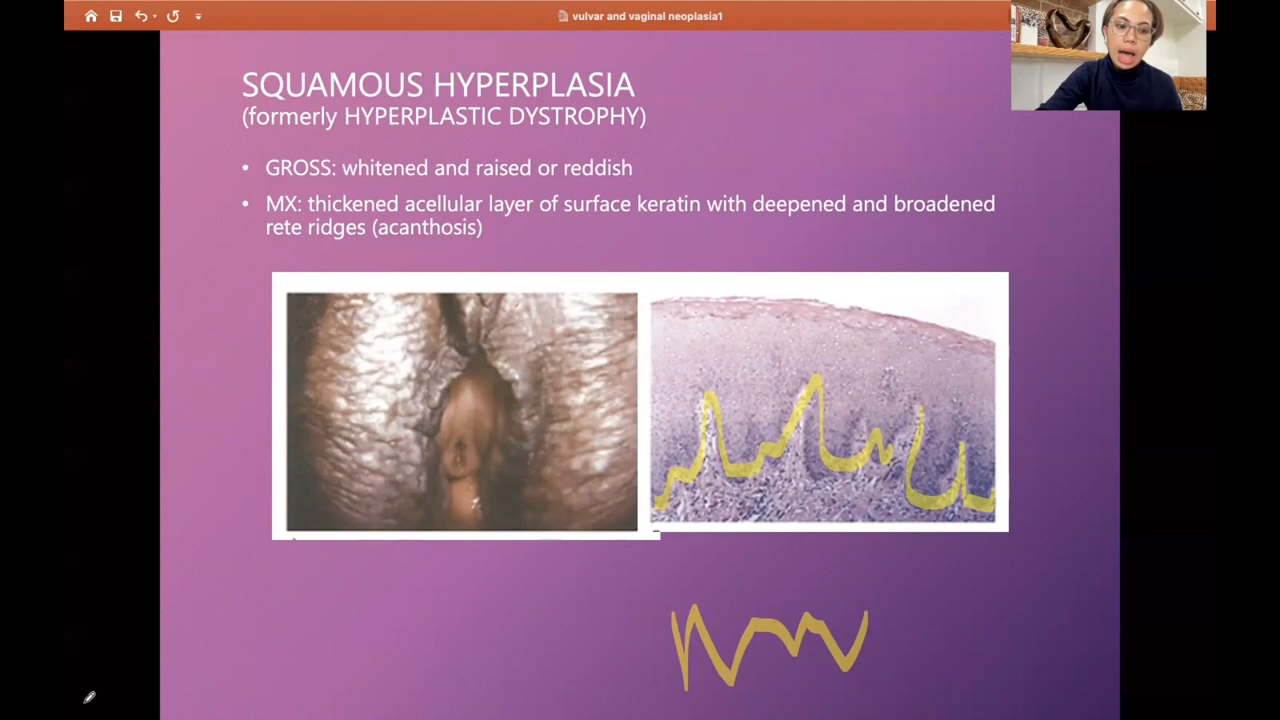 vulvar and vaginal neoplasia1
SQUAMOUS HYPERPLASIA
(formerly HYPERPLASTIC DYSTROPHY)
• GROSS: whitened and raised or reddish
• MX: thickened acellular layer of surface keratin with deepened and broadened
rete ridges (acanthosis)